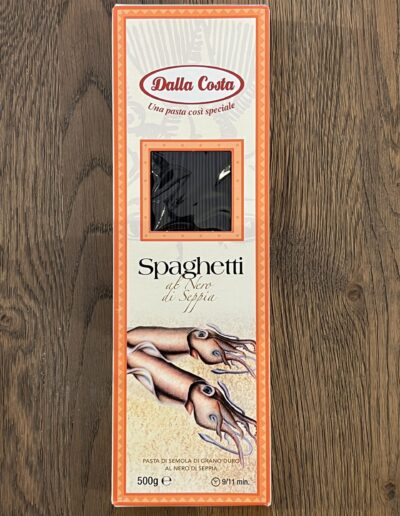 Dalla Costa
Una pasta così speciale
Spaghetti
al Nero
di Seppia
PASTA DI SEMOLA DI GRANO DURO
AL NERO DI SEPPIA
500g ℮ 9/11 min.